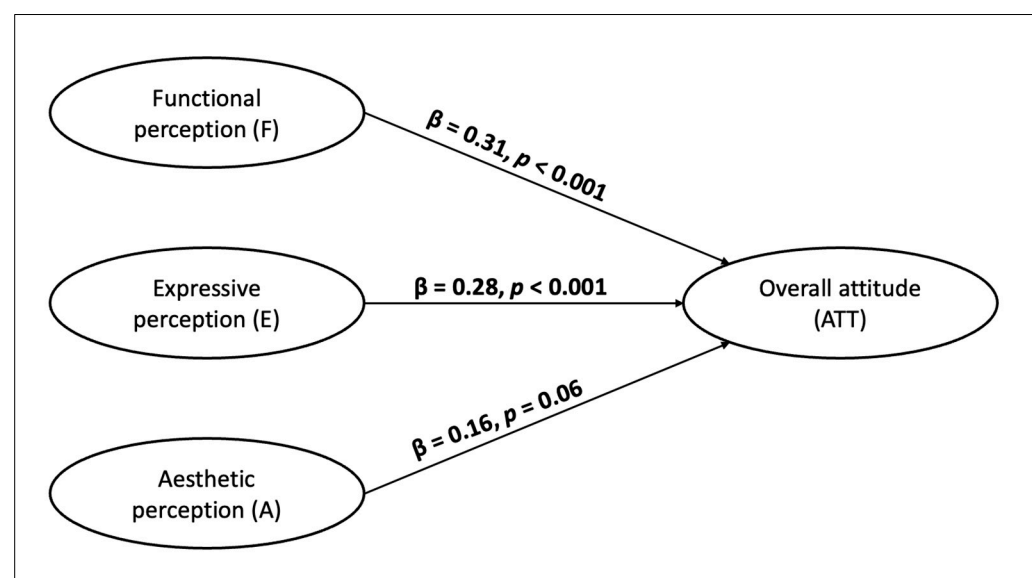 Functional
perception (F)
β = 0.31, p < 0.001
Expressive
perception (E)
β = 0.28, p < 0.001
Overall attitude
(ATT)
β = 0.16, p = 0.06
Aesthetic
perception (A)